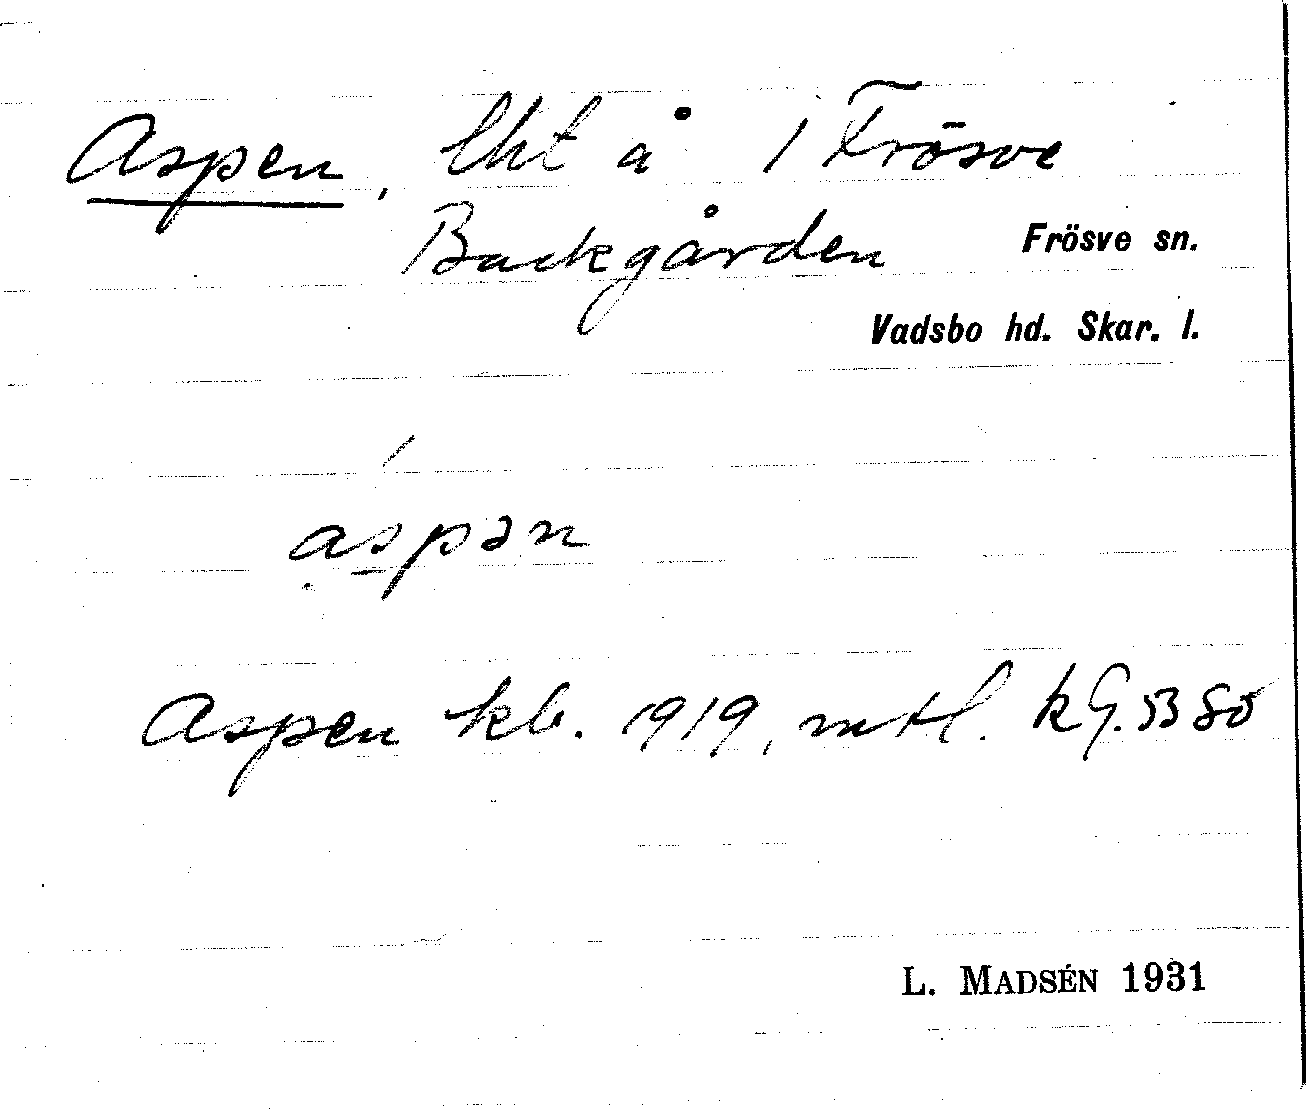 Aspen, lht å 1 Frösve
Backgården Frösve sn.
Vadsbo hd. Skar. l.
aspən
Aspen kb. 1919, mtl. kG. 53 80
L. MADSÉN 1931